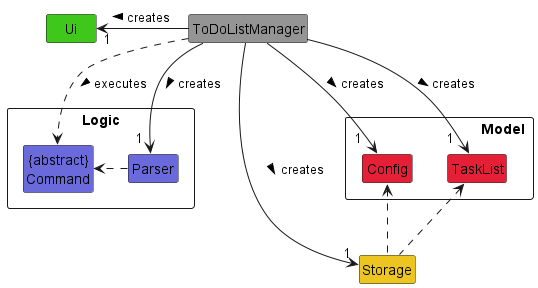 Ui
creates
1
ToDoListManager
executes
creates
creates
creates
Logic
Model
1
1
1
{abstract}
Command
Parser
Config
TaskList
creates
1
Storage